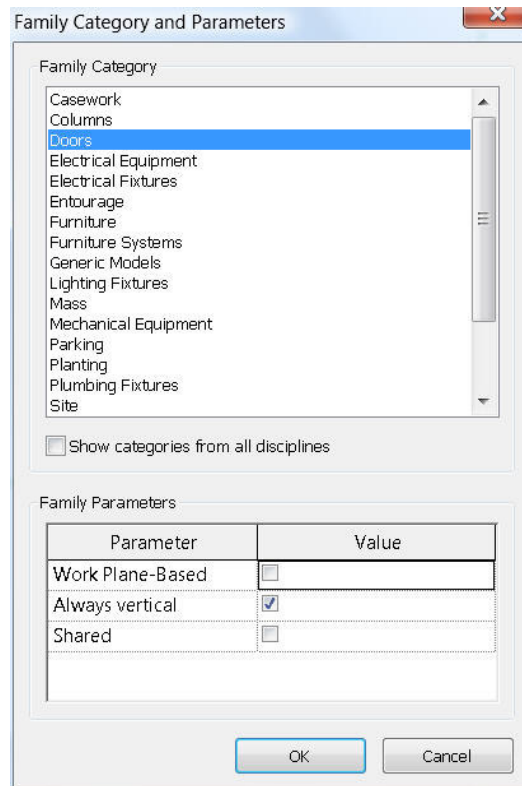 Family Category and Parameters
Family Category
Casework
Columns
Doors
Electrical Equipment
Electrical Fixtures
Entourage
Furniture
Furniture Systems
Generic Models
Lighting Fixtures
Mass
Mechanical Equipment
Parking
Planting
Plumbing Fixtures
Site
Show categories from all disciplines
Family Parameters
Parameter Value
Work Plane-Based
Always vertical
Shared
OK Cancel